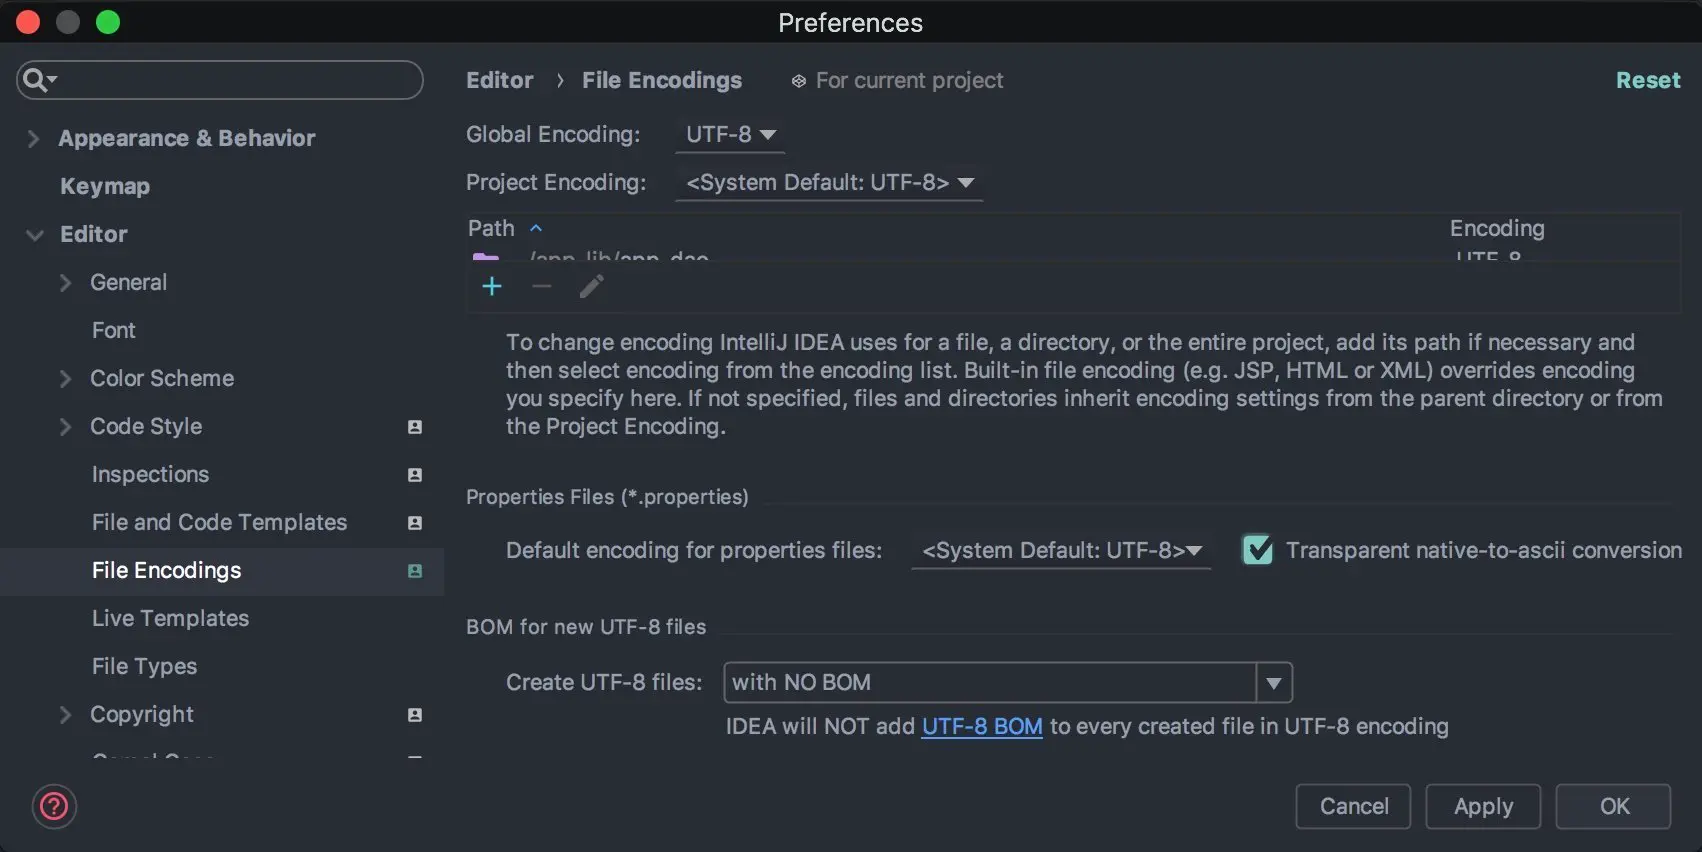 Preferences
Editor › File Encodings For current project Reset
Appearance & Behavior
Keymap
Editor
General
Font
Color Scheme
Code Style
Inspections
File and Code Templates
File Encodings
Live Templates
File Types
Copyright
Global Encoding: UTF-8
Project Encoding: <System Default: UTF-8>
Path Encoding
/app_lib/app_dao UTF-8
To change encoding IntelliJ IDEA uses for a file, a directory, or the entire project, add its path if necessary and
then select encoding from the encoding list. Built-in file encoding (e.g. JSP, HTML or XML) overrides encoding
you specify here. If not specified, files and directories inherit encoding settings from the parent directory or from
the Project Encoding.
Properties Files (*.properties)
Default encoding for properties files: <System Default: UTF-8> Transparent native-to-ascii conversion
BOM for new UTF-8 files
Create UTF-8 files: with NO BOM
IDEA will NOT add UTF-8 BOM to every created file in UTF-8 encoding
? Cancel Apply OK